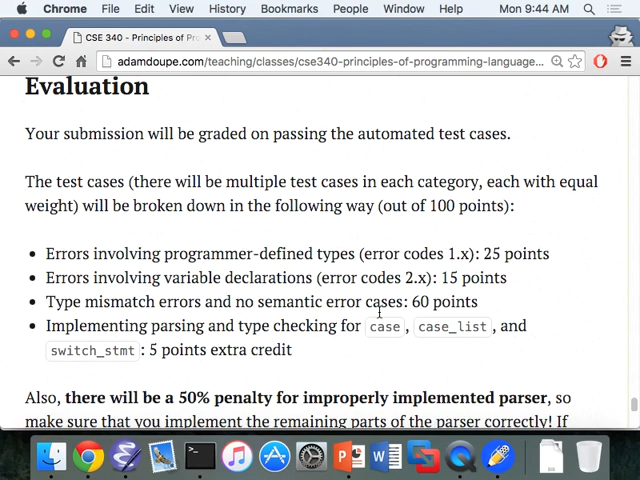 Chrome File Edit View History Bookmarks People Window Help Mon 9:44 AM
CSE 340 - Principles of Pro
adamdoupe.com/teaching/classes/cse340-principles-of-programming-language...
Evaluation
Your submission will be graded on passing the automated test cases.
The test cases (there will be multiple test cases in each category, each with equal
weight) will be broken down in the following way (out of 100 points):
• Errors involving programmer-defined types (error codes 1.x): 25 points
• Errors involving variable declarations (error codes 2.x): 15 points
• Type mismatch errors and no semantic error cases: 60 points
• Implementing parsing and type checking for case, case_list, and
switch_stmt: 5 points extra credit
Also, there will be a 50% penalty for improperly implemented parser, so
make sure that you implement the remaining parts of the parser correctly! If